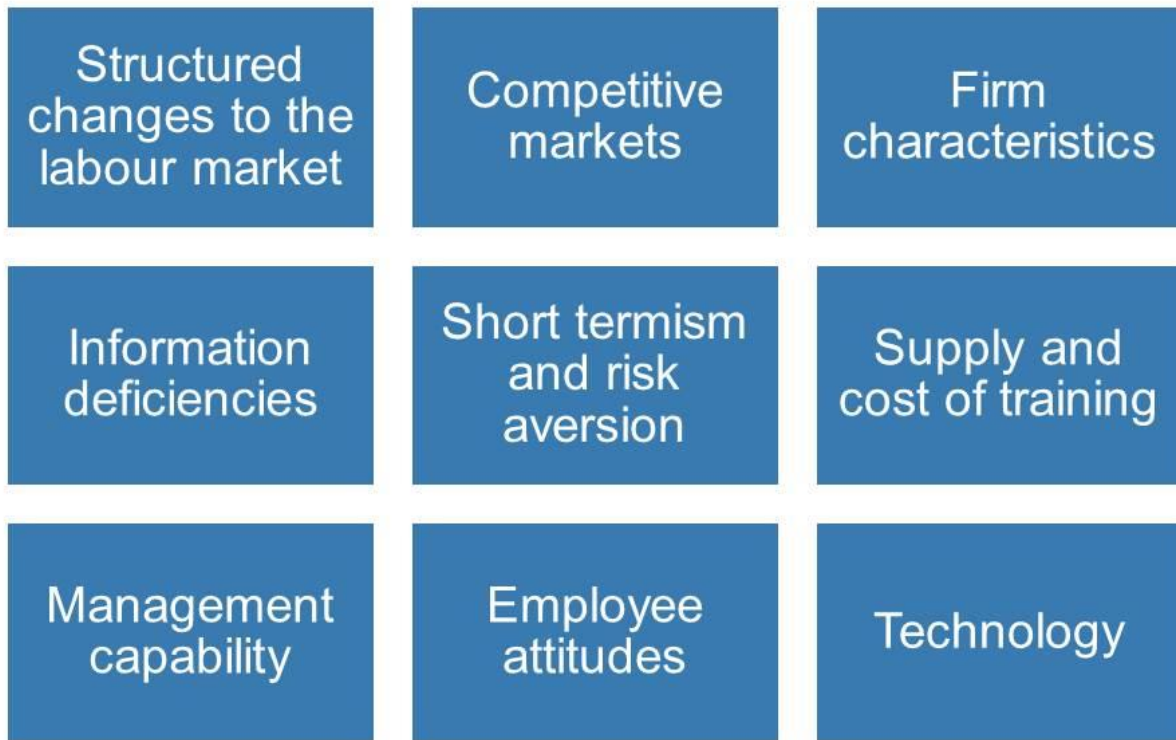 Structured
changes to the
labour market
Competitive
markets
Firm
characteristics
Information
deficiencies
Short termism
and risk
aversion
Supply and
cost of training
Management
capability
Employee
attitudes
Technology